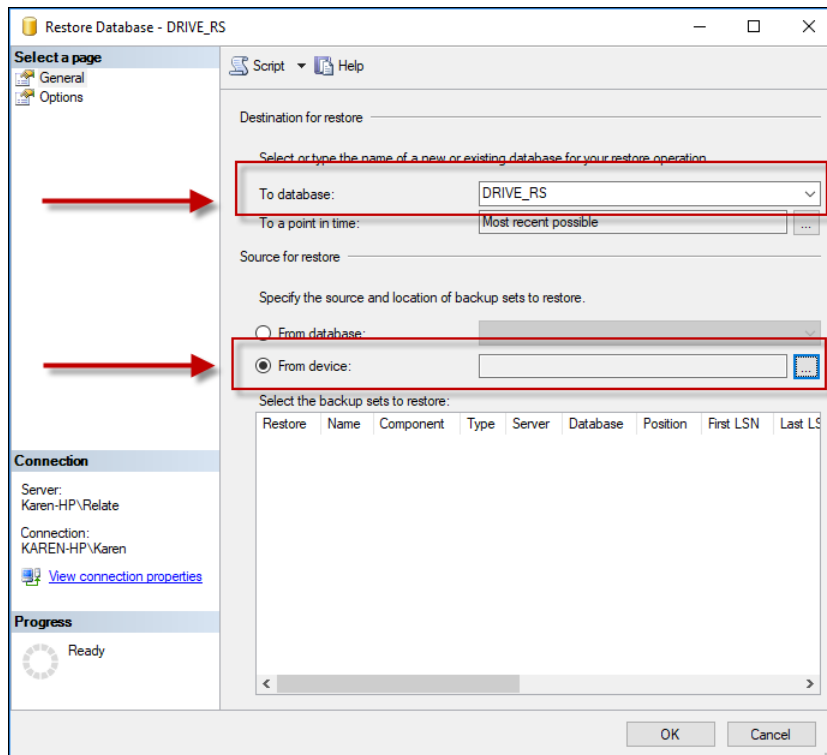 Restore Database - DRIVE_RS
Select a page
General
Options
Script
Help
Destination for restore
Select or type the name of a new or existing database for your restore operation.
To database:
DRIVE_RS
To a point in time:
Most recent possible
...
Source for restore
Specify the source and location of backup sets to restore.
From database:
From device:
...
Select the backup sets to restore:
Restore Name Component Type Server Database Position First LSN Last LS
Connection
Server:
Karen-HP\Relate
Connection:
KAREN-HP\Karen
View connection properties
Progress
Ready
OK
Cancel